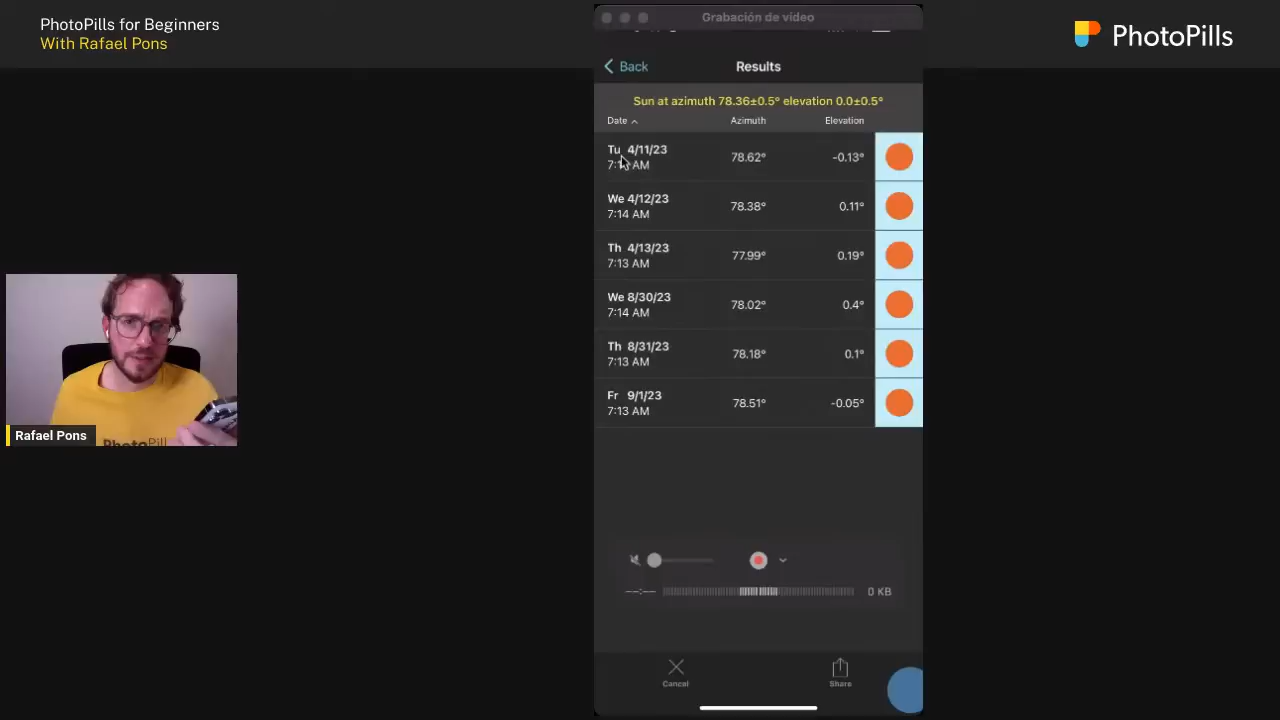 PhotoPills for Beginners
With Rafael Pons
Grabación de vídeo
PhotoPills
Back
Results
Sun at azimuth 78.36±0.5° elevation 0.0±0.5°
Date Azimuth Elevation
Tu 4/11/23
78.62° -0.13°
AM
We 4/12/23
78.38° 0.11°
7:14 AM
Th 4/13/23
77.99° 0.19°
7:13 AM
We 8/30/23
78.02° 0.4°
7:14 AM
Th 8/31/23
78.18° 0.1°
7:13 AM
Fr 9/1/23
78.51° -0.05°
7:13 AM
Rafael Pons
--:-- 0 KB
Cancel Share